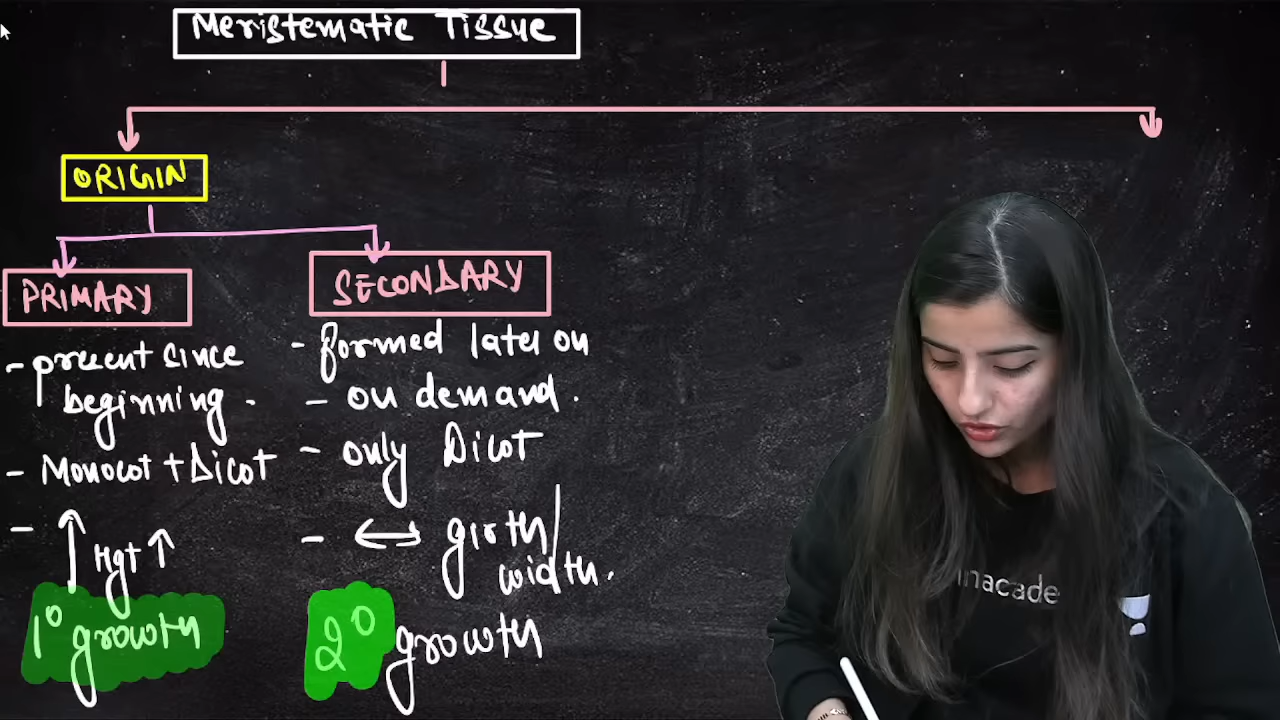 Meristematic Tissue
ORIGIN
PRIMARY
SECONDARY
- present since
beginning.
- Monocot + Dicot
- ↑ Hgt ↑
1° growth
- formed later on
- on demand.
- only Dicot
- ↔ girth/
width.
2° growth
nacade